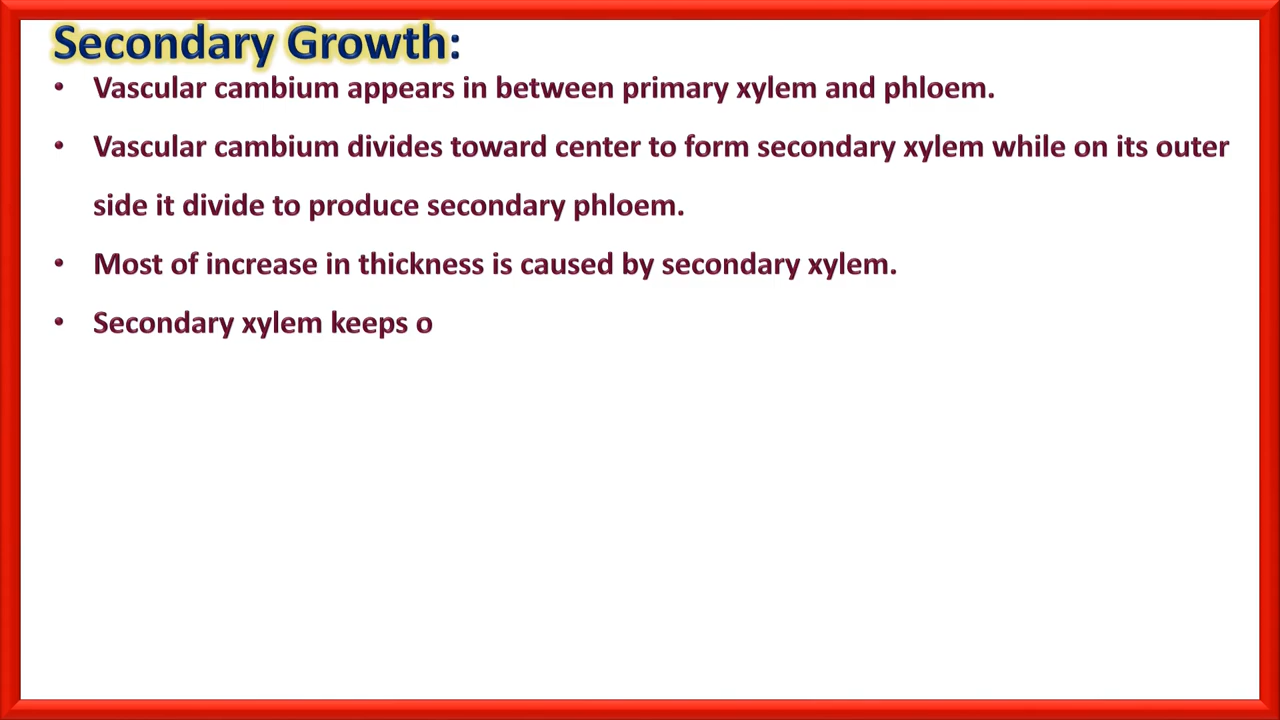 Secondary Growth:
• Vascular cambium appears in between primary xylem and phloem.
• Vascular cambium divides toward center to form secondary xylem while on its outer
side it divide to produce secondary phloem.
• Most of increase in thickness is caused by secondary xylem.
• Secondary xylem keeps o